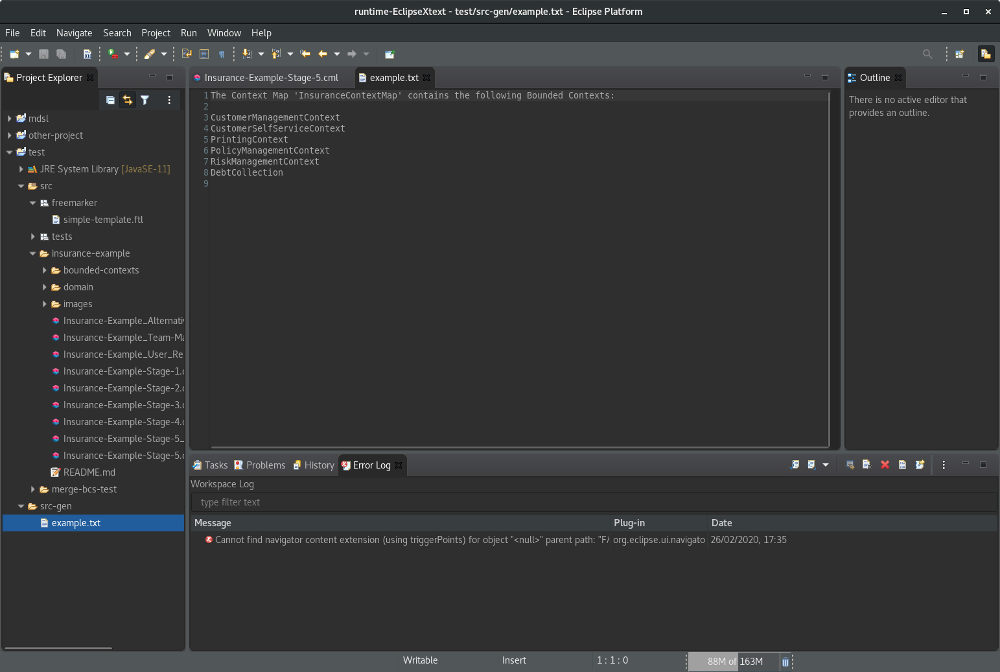 runtime-EclipseXtext - test/src-gen/example.txt - Eclipse Platform
File Edit Navigate Search Project Run Window Help
Project Explorer
mdsl
other-project
test
JRE System Library [JavaSE-11]
src
freemarker
simple-template.ftl
tests
insurance-example
bounded-contexts
domain
images
Insurance-Example_Alternativ
Insurance-Example_Team-Ma
Insurance-Example_User_Re
Insurance-Example-Stage-1.c
Insurance-Example-Stage-2.c
Insurance-Example-Stage-3.c
Insurance-Example-Stage-4.c
Insurance-Example-Stage-5_
Insurance-Example-Stage-5.c
README.md
merge-bcs-test
src-gen
example.txt
Insurance-Example-Stage-5.cml example.txt
1 The Context Map 'InsuranceContextMap' contains the following Bounded Contexts:
2
3 CustomerManagementContext
4 CustomerSelfServiceContext
5 PrintingContext
6 PolicyManagementContext
7 RiskManagementContext
8 DebtCollection
9
Outline
There is no active editor that
provides an outline.
Tasks Problems History Error Log
Workspace Log
type filter text
Message Plug-in Date
Cannot find navigator content extension (using triggerPoints) for object "<null>" parent path: "F/ org.eclipse.ui.navigato 26/02/2020, 17:35
Writable Insert 1 : 1 : 0 88M of 163M